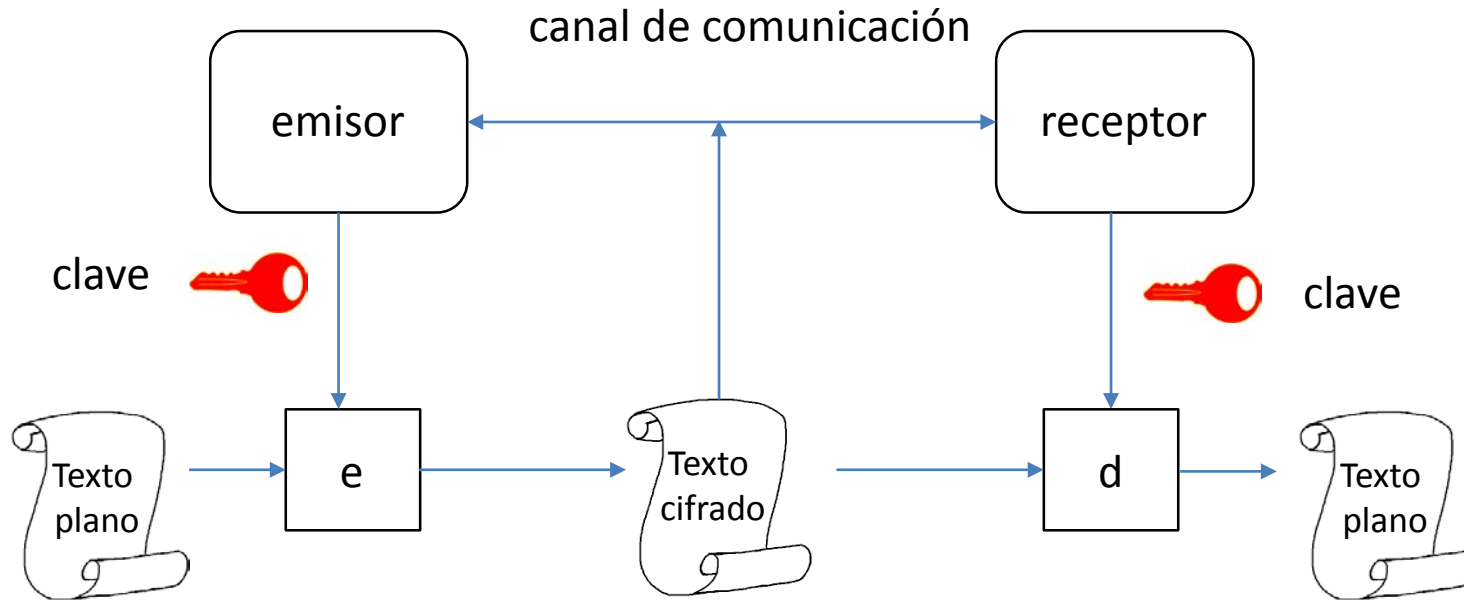 canal de comunicación
emisor
receptor
clave
clave
Texto
plano
e
Texto
cifrado
d
Texto
plano